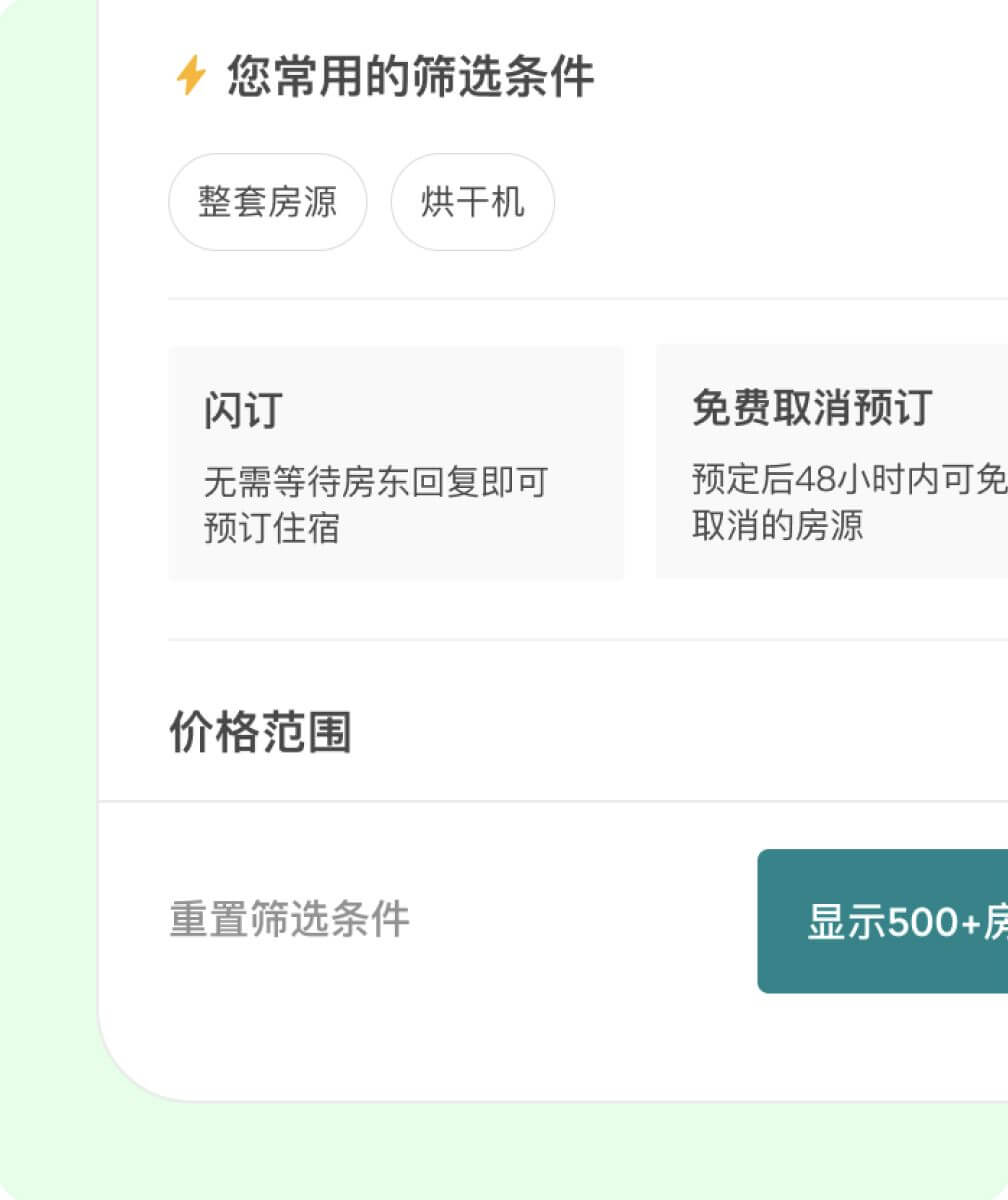 您常用的筛选条件
整套房源
烘干机
闪订
无需等待房东回复即可
预订住宿
免费取消预订
预定后48小时内可免
取消的房源
价格范围
重置筛选条件
显示500+房